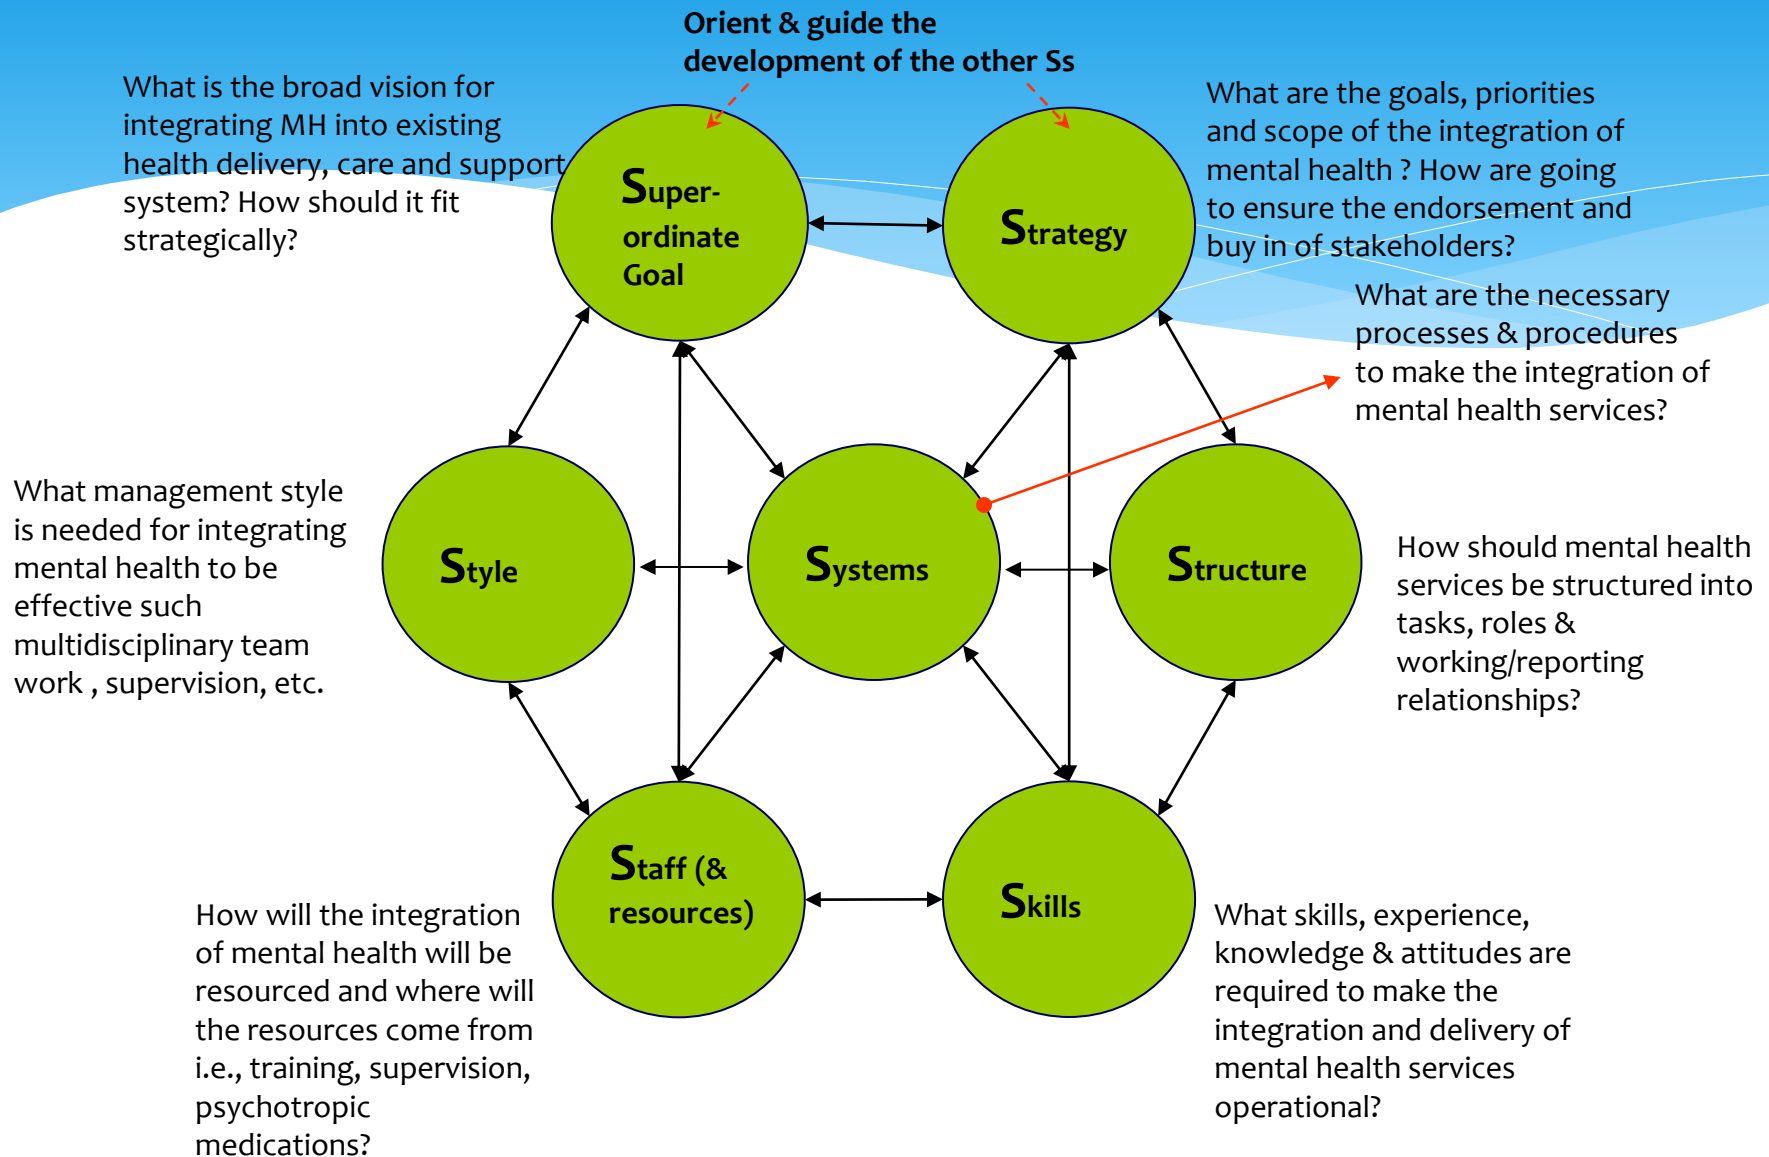 Orient & guide the
development of the other Ss
What is the broad vision for
integrating MH into existing
health delivery, care and support
system? How should it fit
strategically?
What are the goals, priorities
and scope of the integration of
mental health ? How are going
to ensure the endorsement and
buy in of stakeholders?
Super-
ordinate
Goal
Strategy
What are the necessary
processes & procedures
to make the integration of
mental health services?
What management style
is needed for integrating
mental health to be
effective such
multidisciplinary team
work , supervision, etc.
Style
Systems
Structure
How should mental health
services be structured into
tasks, roles &
working/reporting
relationships?
Staff (&
resources)
Skills
How will the integration
of mental health will be
resourced and where will
the resources come from
i.e., training, supervision,
psychotropic
medications?
What skills, experience,
knowledge & attitudes are
required to make the
integration and delivery of
mental health services
operational?